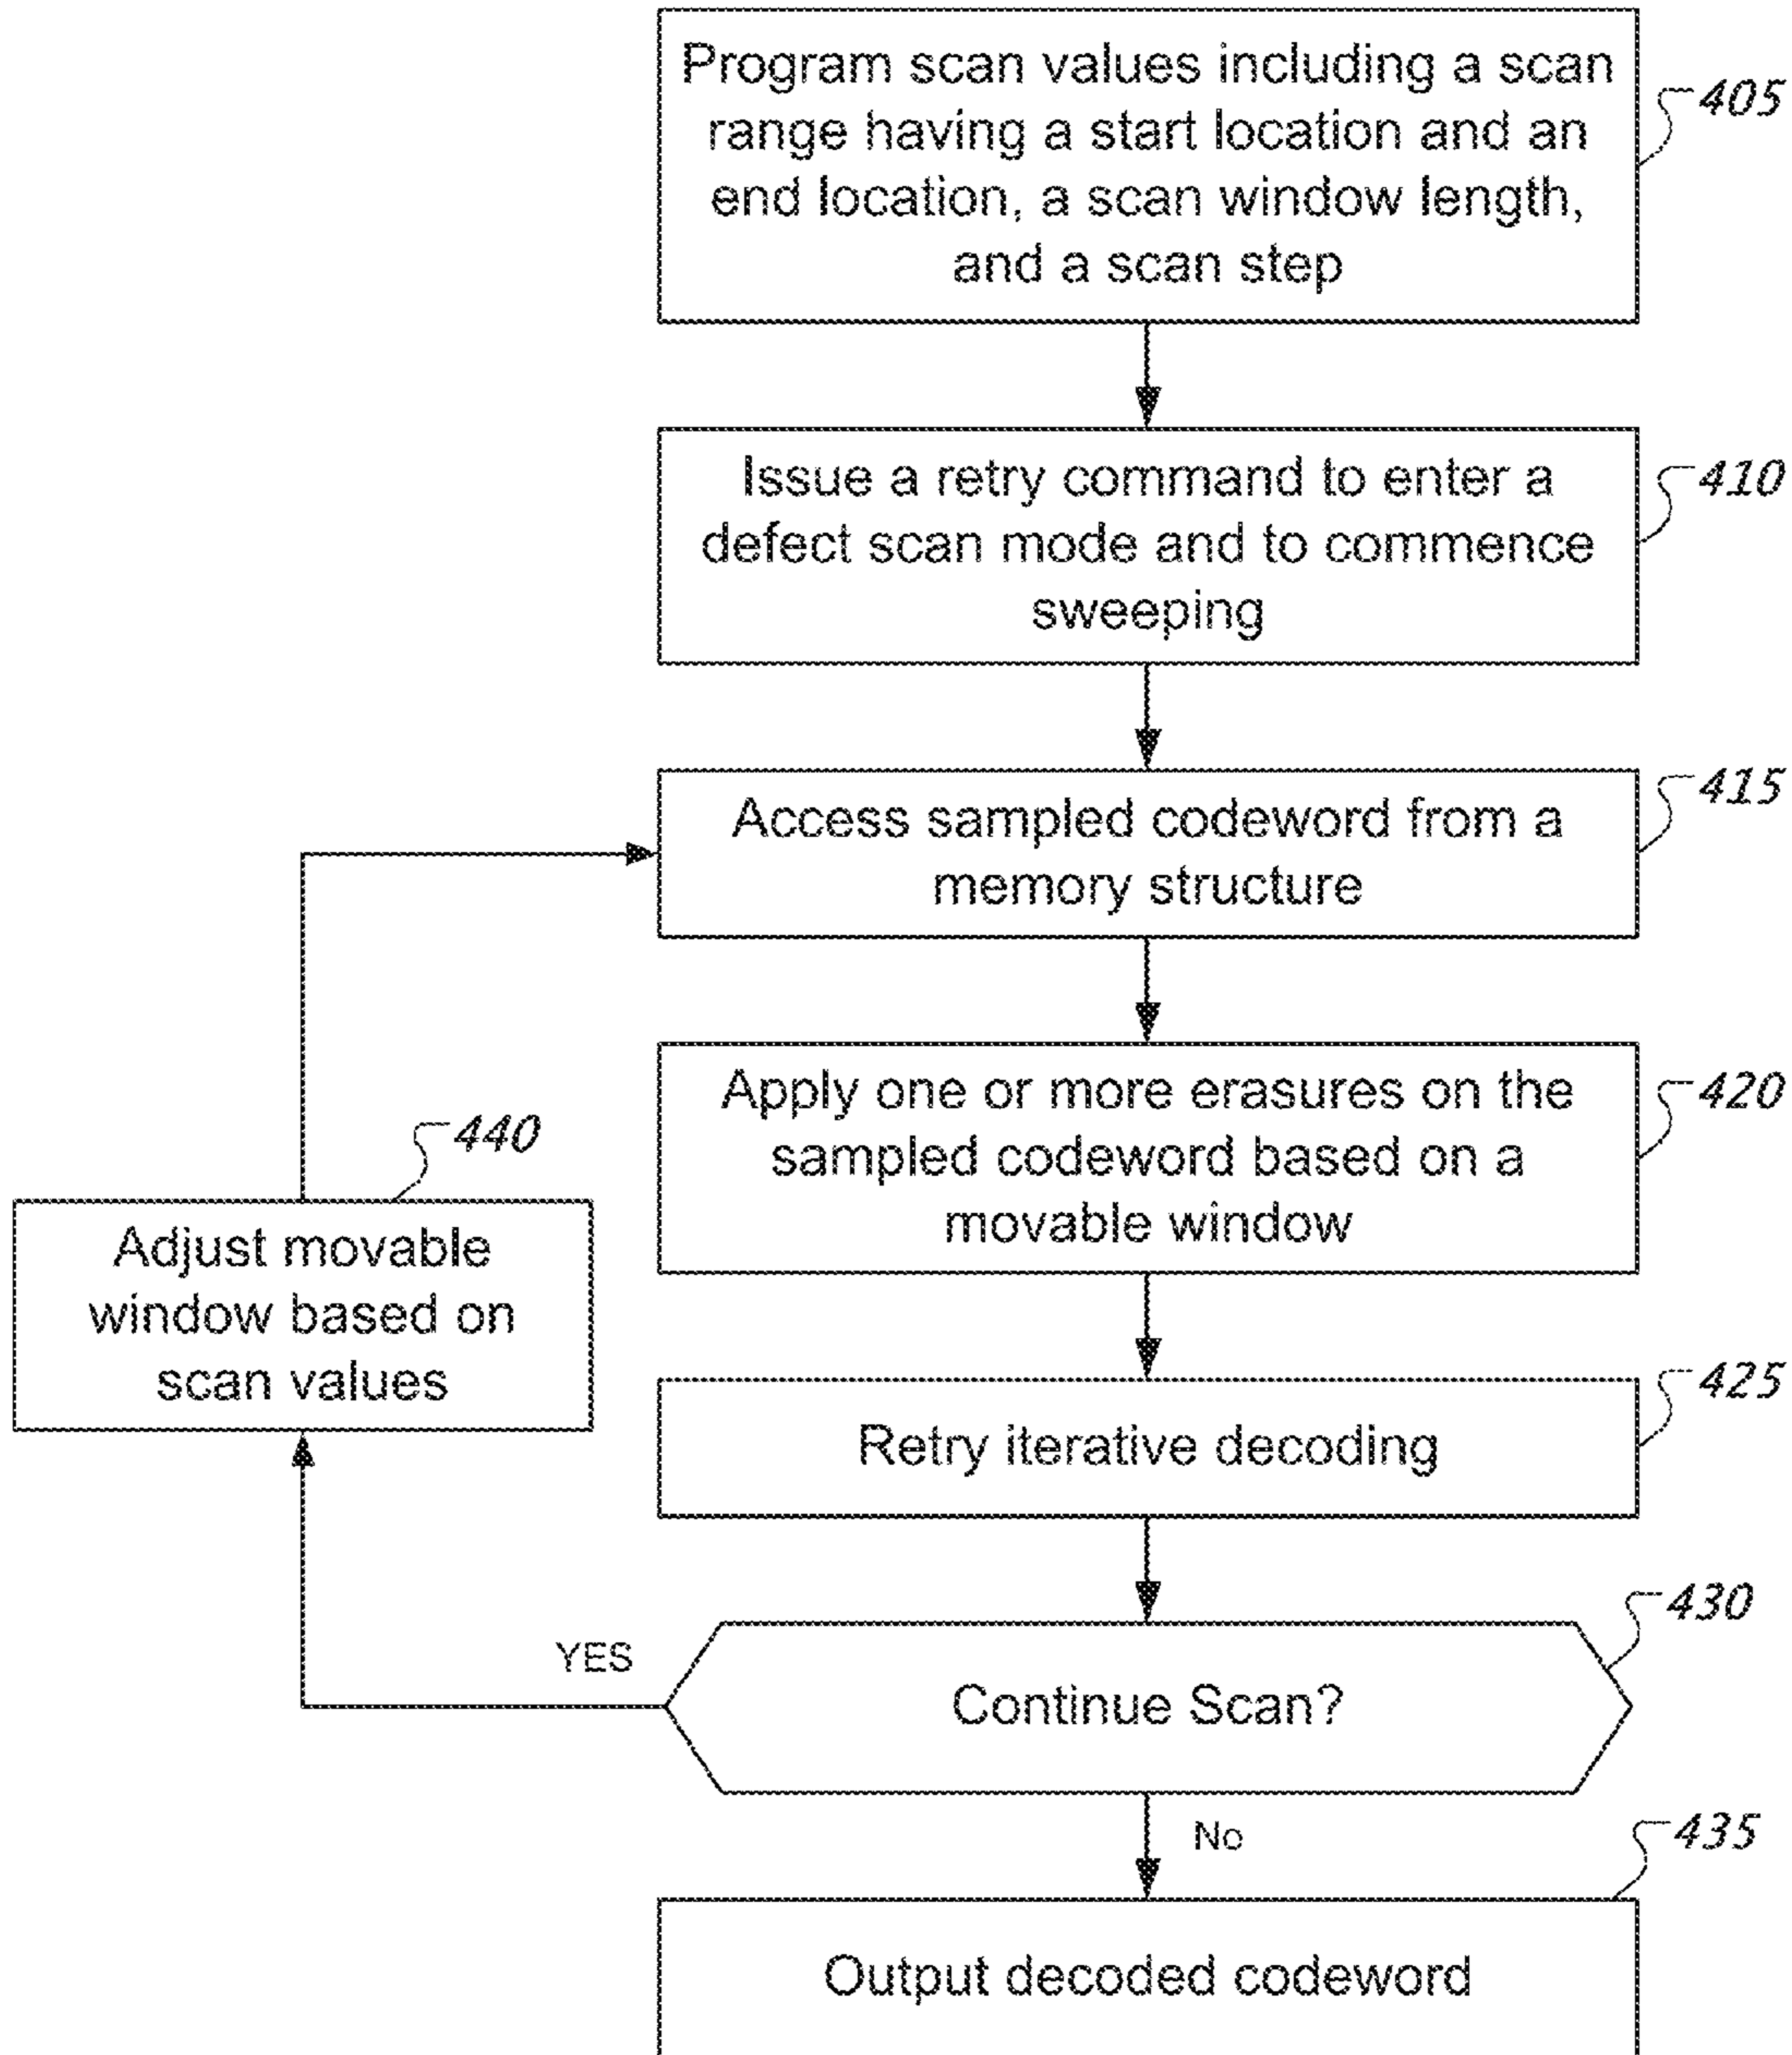 Program scan values including a scan
range having a start location and an
end location, a scan window length,
and a scan step
405
Issue a retry command to enter a
defect scan mode and to commence
sweeping
410
Access sampled codeword from a
memory structure
415
Apply one or more erasures on the
sampled codeword based on a
movable window
420
440
Adjust movable
window based on
scan values
Retry iterative decoding
425
430
YES
Continue Scan?
No
435
Output decoded codeword